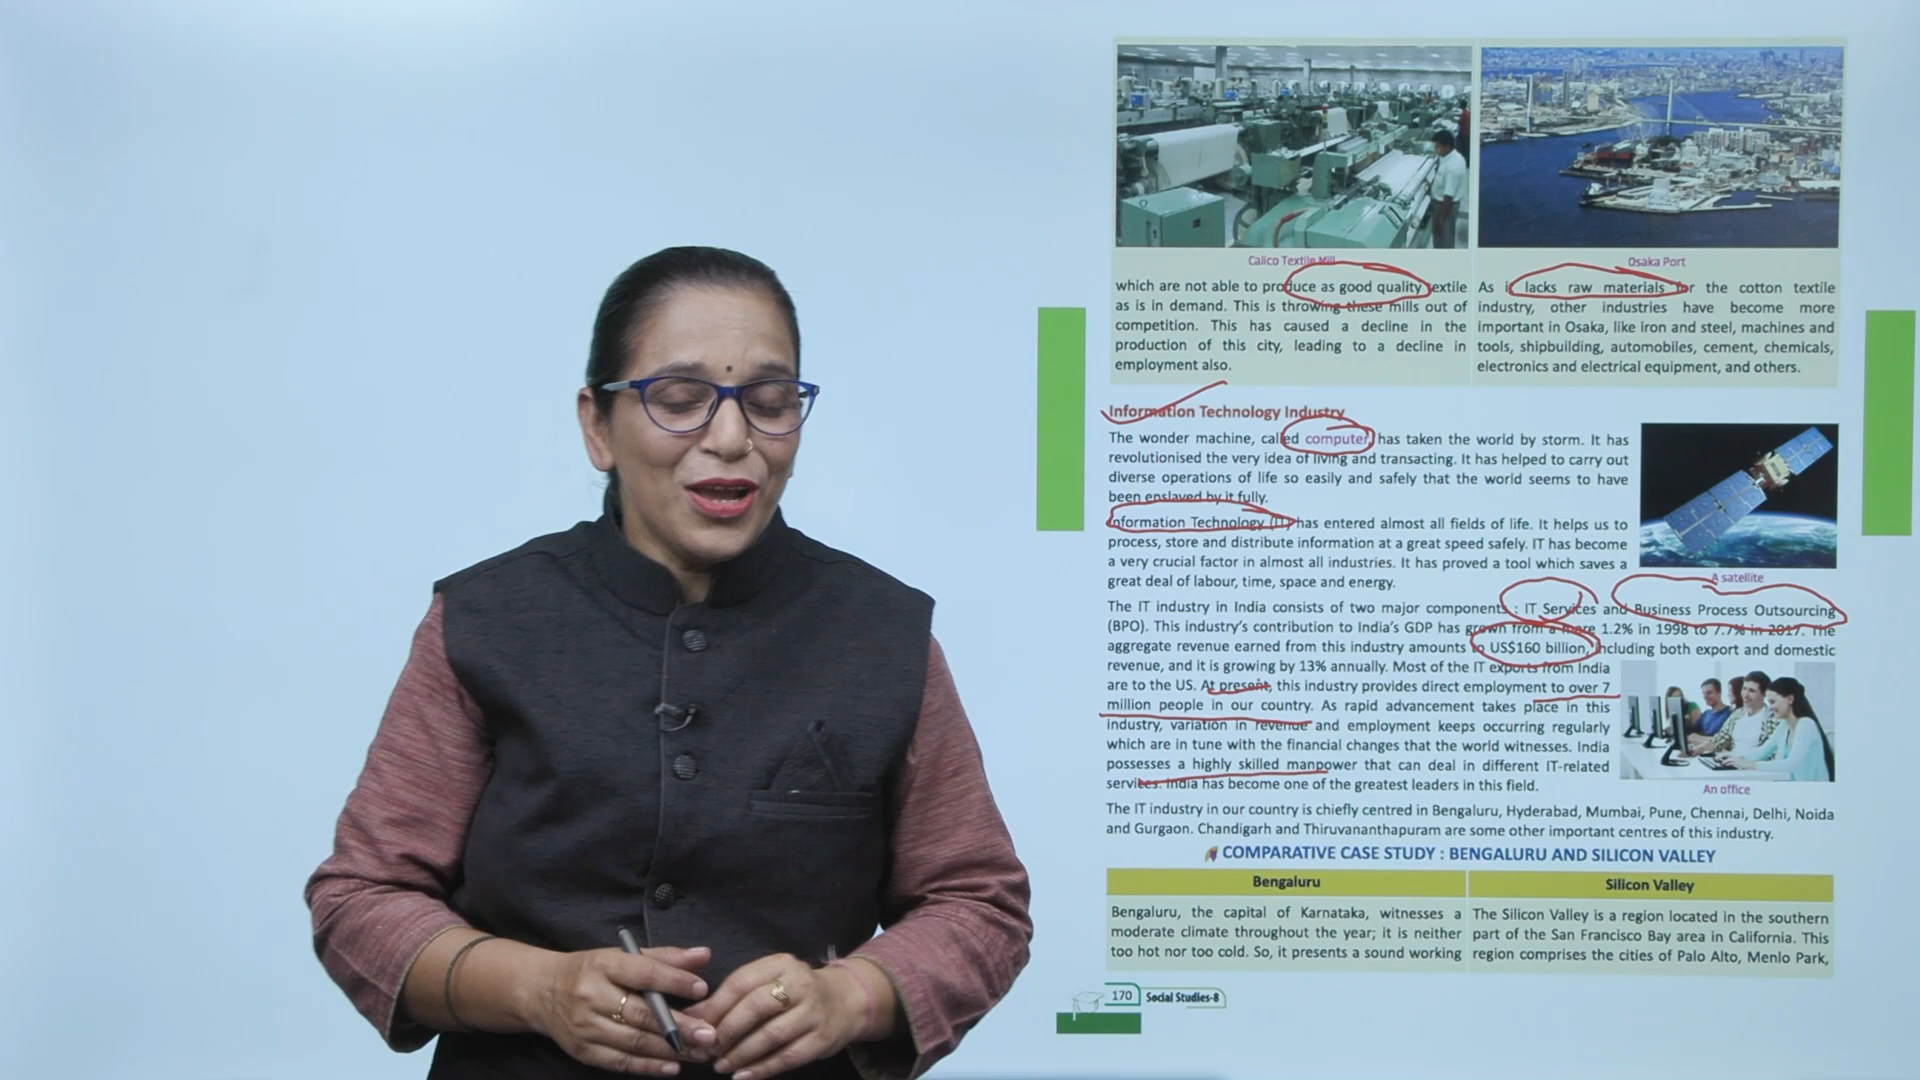 Calico Textile Mill
which are not able to produce as good quality textile
as is in demand. This is throwing these mills out of
competition. This has caused a decline in the
production of this city, leading to a decline in
employment also.
Osaka Port
As it lacks raw materials for the cotton textile
industry, other industries have become more
important in Osaka, like iron and steel, machines and
tools, shipbuilding, automobiles, cement, chemicals,
electronics and electrical equipment, and others.
Information Technology Industry
The wonder machine, called computer, has taken the world by storm. It has
revolutionised the very idea of living and transacting. It has helped to carry out
diverse operations of life so easily and safely that the world seems to have
been enslaved by it fully.
Information Technology (IT) has entered almost all fields of life. It helps us to
process, store and distribute information at a great speed safely. IT has become
a very crucial factor in almost all industries. It has proved a tool which saves a
great deal of labour, time, space and energy.
A satellite
The IT industry in India consists of two major components : IT Services and Business Process Outsourcing
(BPO). This industry's contribution to India's GDP has grown from a mere 1.2% in 1998 to 7.7% in 2017. The
aggregate revenue earned from this industry amounts to US$160 billion, including both export and domestic
revenue, and it is growing by 13% annually. Most of the IT exports from India
are to the US. At present, this industry provides direct employment to over 7
million people in our country. As rapid advancement takes place in this
industry, variation in revenue and employment keeps occurring regularly
which are in tune with the financial changes that the world witnesses. India
possesses a highly skilled manpower that can deal in different IT-related
services. India has become one of the greatest leaders in this field.
An office
The IT industry in our country is chiefly centred in Bengaluru, Hyderabad, Mumbai, Pune, Chennai, Delhi, Noida
and Gurgaon. Chandigarh and Thiruvananthapuram are some other important centres of this industry.
COMPARATIVE CASE STUDY : BENGALURU AND SILICON VALLEY
Bengaluru
Bengaluru, the capital of Karnataka, witnesses a
moderate climate throughout the year; it is neither
too hot nor too cold. So, it presents a sound working
Silicon Valley
The Silicon Valley is a region located in the southern
part of the San Francisco Bay area in California. This
region comprises the cities of Palo Alto, Menlo Park,
170 Social Studies-8